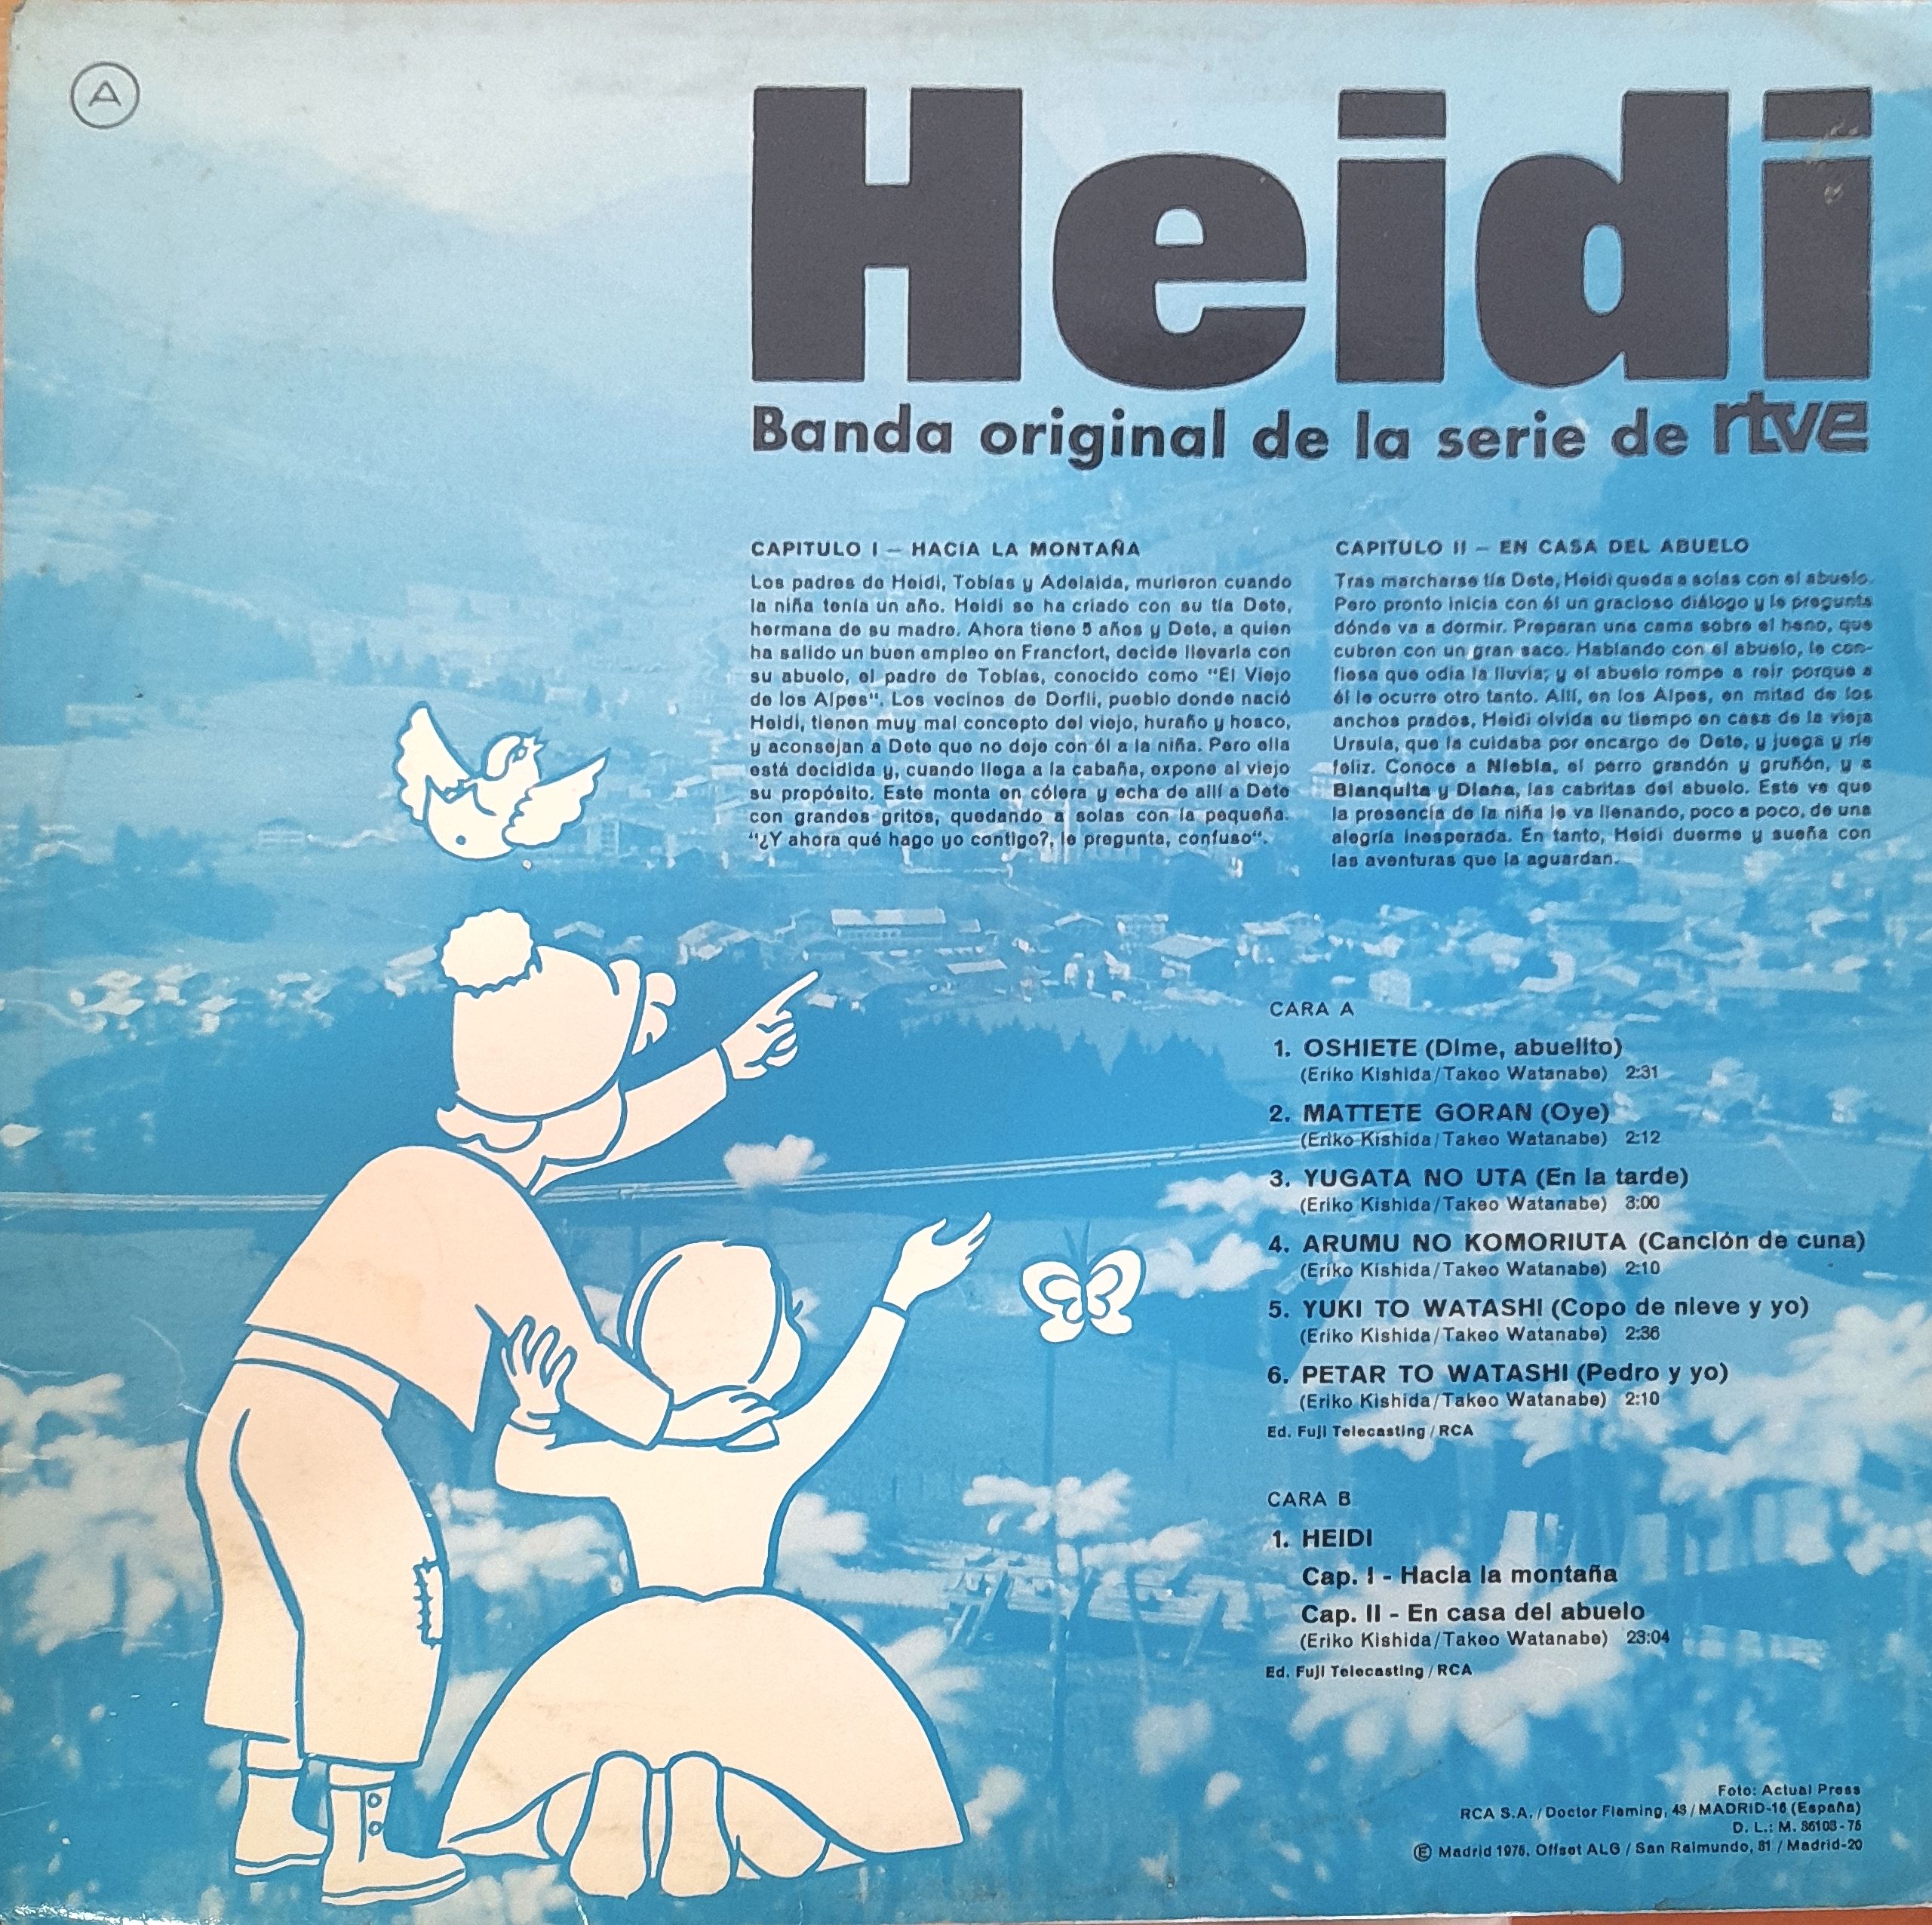 A
Heidi
Banda original de la serie de rtve
CAPITULO I – HACIA LA MONTAÑA
Los padres de Heidi, Tobías y Adelaida, murieron cuando
la niña tenía un año. Heidi se ha criado con su tía Dete,
hermana de su madre. Ahora tiene 5 años y Dete, a quien
ha salido un buen empleo en Francfort, decide llevarla con
su abuelo, el padre de Tobías, conocido como "El Viejo
de los Alpes". Los vecinos de Dorfli, pueblo donde nació
Heidi, tienen muy mal concepto del viejo, huraño y hosco,
y aconsejan a Dete que no deje con él a la niña. Pero ella
está decidida y, cuando llega a la cabaña, expone al viejo
su propósito. Este monta en cólera y echa de allí a Dete
con grandes gritos, quedando a solas con la pequeña.
"¿Y ahora qué hago yo contigo?, le pregunta, confuso".
CAPITULO II – EN CASA DEL ABUELO
Tras marcharse tía Dete, Heidi queda a solas con el abuelo.
Pero pronto inicia con él un gracioso diálogo y le pregunta
dónde va a dormir. Preparan una cama sobre el heno, que
cubren con un gran saco. Hablando con el abuelo, le con-
fiesa que odia la lluvia; y el abuelo rompe a reir porque a
él le ocurre otro tanto. Allí, en los Alpes, en mitad de los
anchos prados, Heidi olvida su tiempo en casa de la vieja
Ursula, que la cuidaba por encargo de Dete, y juega y ríe
feliz. Conoce a Niebla, el perro grandón y gruñón, y a
Blanquita y Diana, las cabritas del abuelo. Este ve que
la presencia de la niña le va llenando, poco a poco, de una
alegría inesperada. En tanto, Heidi duerme y sueña con
las aventuras que la aguardan.
CARA A
1. OSHIETE (Dime, abuelito)
(Eriko Kishida/Takeo Watanabe) 2:31
2. MATTETE GORAN (Oye)
(Eriko Kishida/Takeo Watanabe) 2:12
3. YUGATA NO UTA (En la tarde)
(Eriko Kishida/Takeo Watanabe) 3:00
4. ARUMU NO KOMORIUTA (Canción de cuna)
(Eriko Kishida/Takeo Watanabe) 2:10
5. YUKI TO WATASHI (Copo de nieve y yo)
(Eriko Kishida/Takeo Watanabe) 2:36
6. PETAR TO WATASHI (Pedro y yo)
(Eriko Kishida/Takeo Watanabe) 2:10
Ed. Fuji Telecasting/RCA
CARA B
1. HEIDI
Cap. I - Hacia la montaña
Cap. II - En casa del abuelo
(Eriko Kishida/Takeo Watanabe) 23:04
Ed. Fuji Telecasting/RCA
Foto: Actual Press
RCA S.A. / Doctor Fleming, 43 / MADRID-16 (España)
D. L.: M. 36103-75
Ⓔ Madrid 1975, Offset ALG / San Raimundo, 81 / Madrid-20